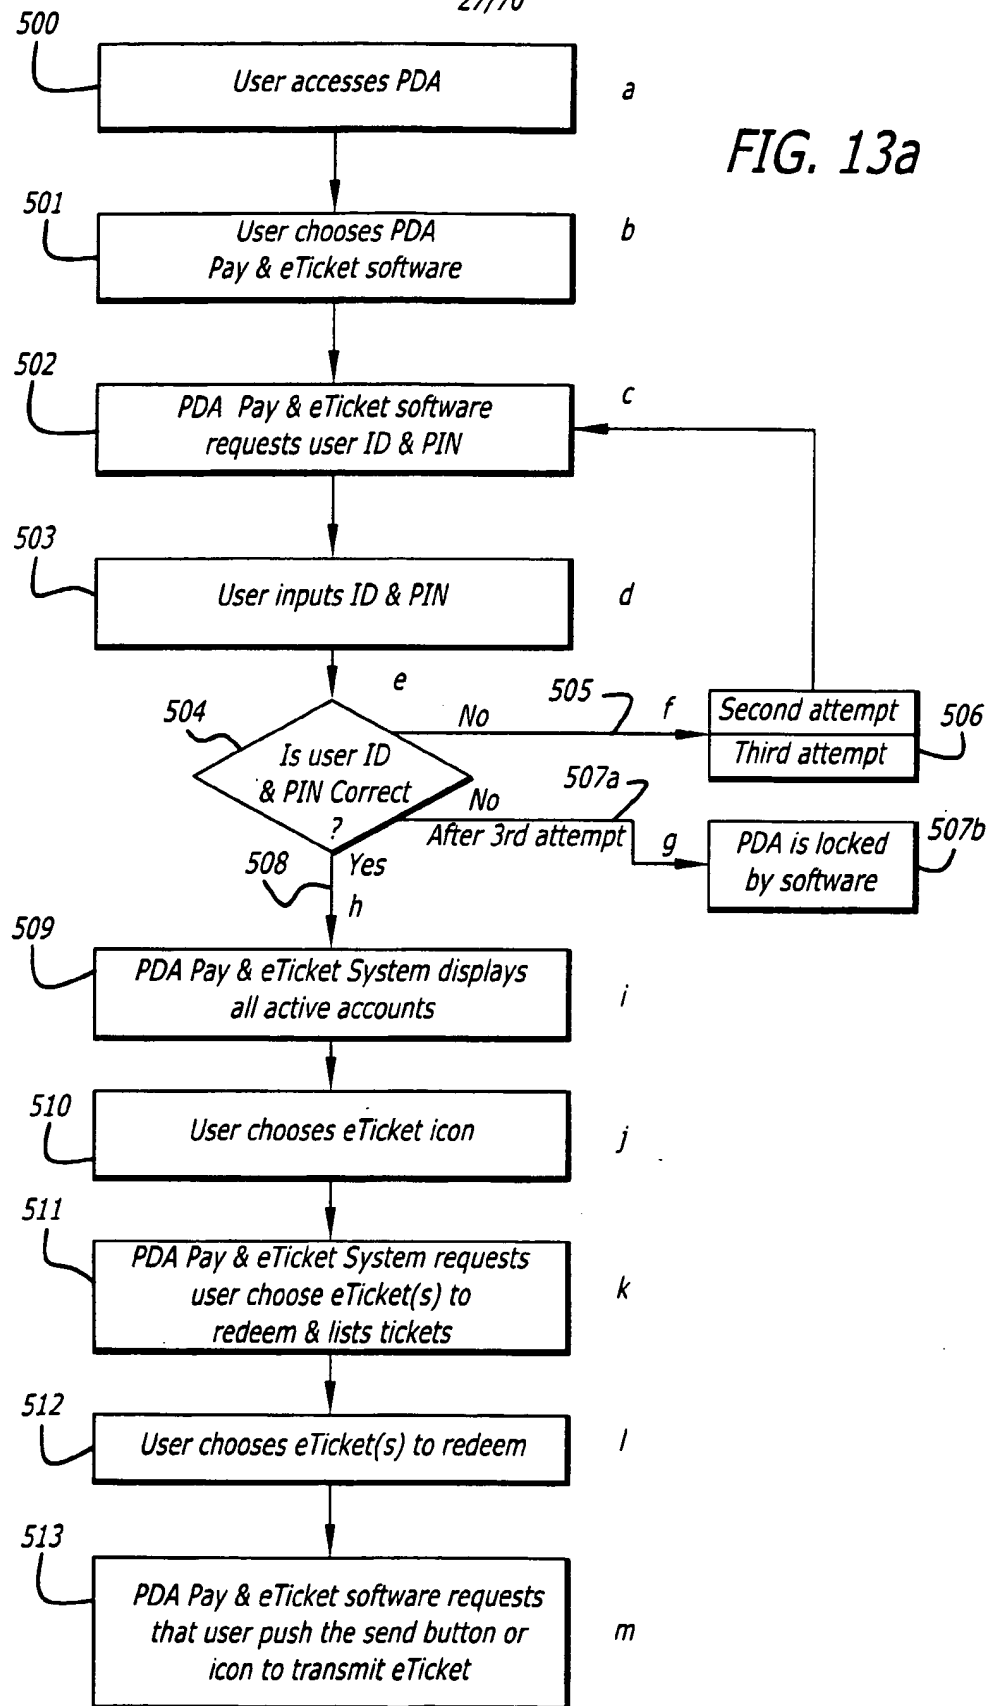 27/70
500
User accesses PDA
a
FIG. 13a
501
User chooses PDA
Pay & eTicket software
b
502
PDA Pay & eTicket software
requests user ID & PIN
c
503
User inputs ID & PIN
d
e
504
Is user ID
& PIN Correct
?
No
505
f
Second attempt
Third attempt
506
No
After 3rd attempt
507a
g
PDA is locked
by software
507b
508
Yes
h
509
PDA Pay & eTicket System displays
all active accounts
i
510
User chooses eTicket icon
j
511
PDA Pay & eTicket System requests
user choose eTicket(s) to
redeem & lists tickets
k
512
User chooses eTicket(s) to redeem
l
513
PDA Pay & eTicket software requests
that user push the send button or
icon to transmit eTicket
m